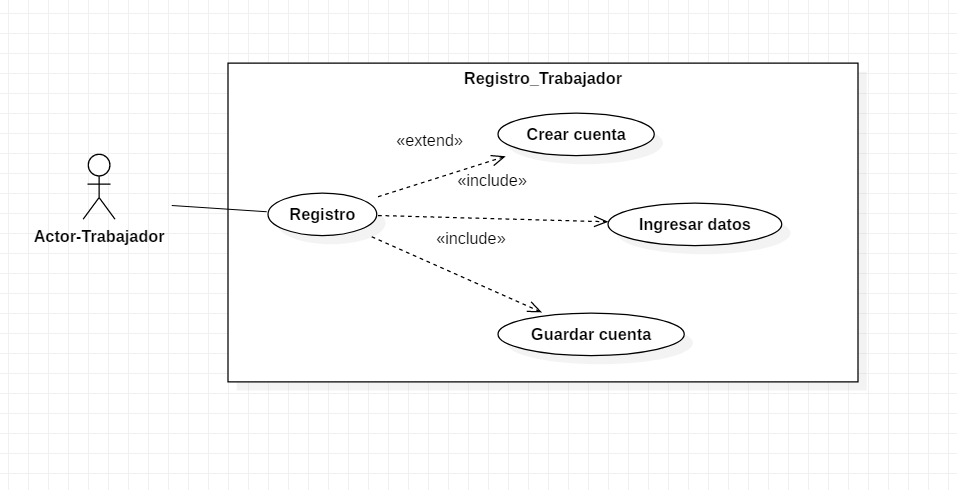 Registro_Trabajador
Crear cuenta
«extend»
«include»
Registro
Ingresar datos
Actor-Trabajador
«include»
Guardar cuenta